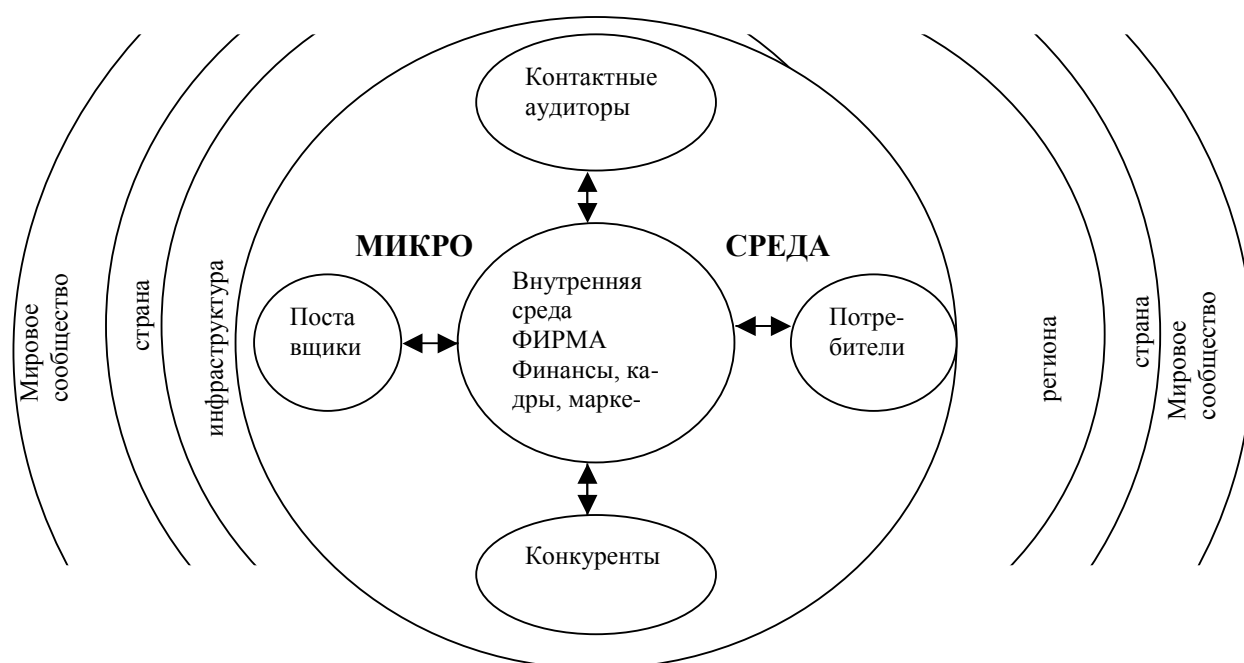 Контактные
аудиторы
МИКРО
СРЕДА
Внутренняя
среда
ФИРМА
Финансы, ка-
дры, марке-
Поста
вщики
Потре-
бители
Конкуренты
Мировое
сообщество
страна
инфраструктура
региона
страна
Мировое
сообщество